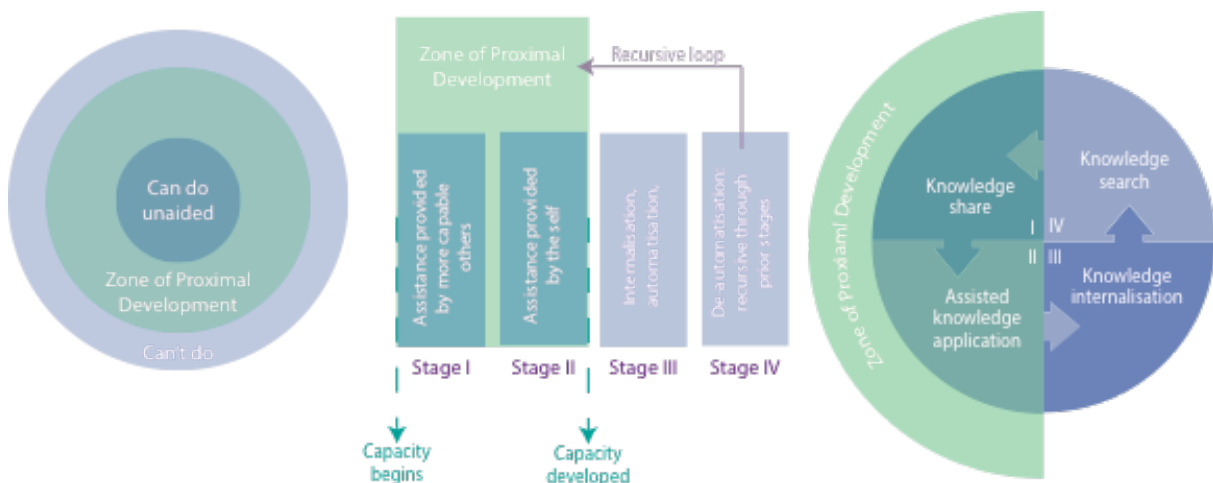 Can do
unaided
Zone of Proximal
Development
Can't do
Zone of Proximal
Development
Recursive loop
Assistance provided
by more capable
others
Assistance provided
by the self
Internalisation,
automatisation,
De-automatisation:
recursive through
prior stages
Stage I
Stage II
Stage III
Stage IV
Capacity
begins
Capacity
developed
Zone of Proxiaml Development
Knowledge
share
Knowledge
search
I
IV
II
III
Assisted
knowledge
application
Knowledge
internalisation